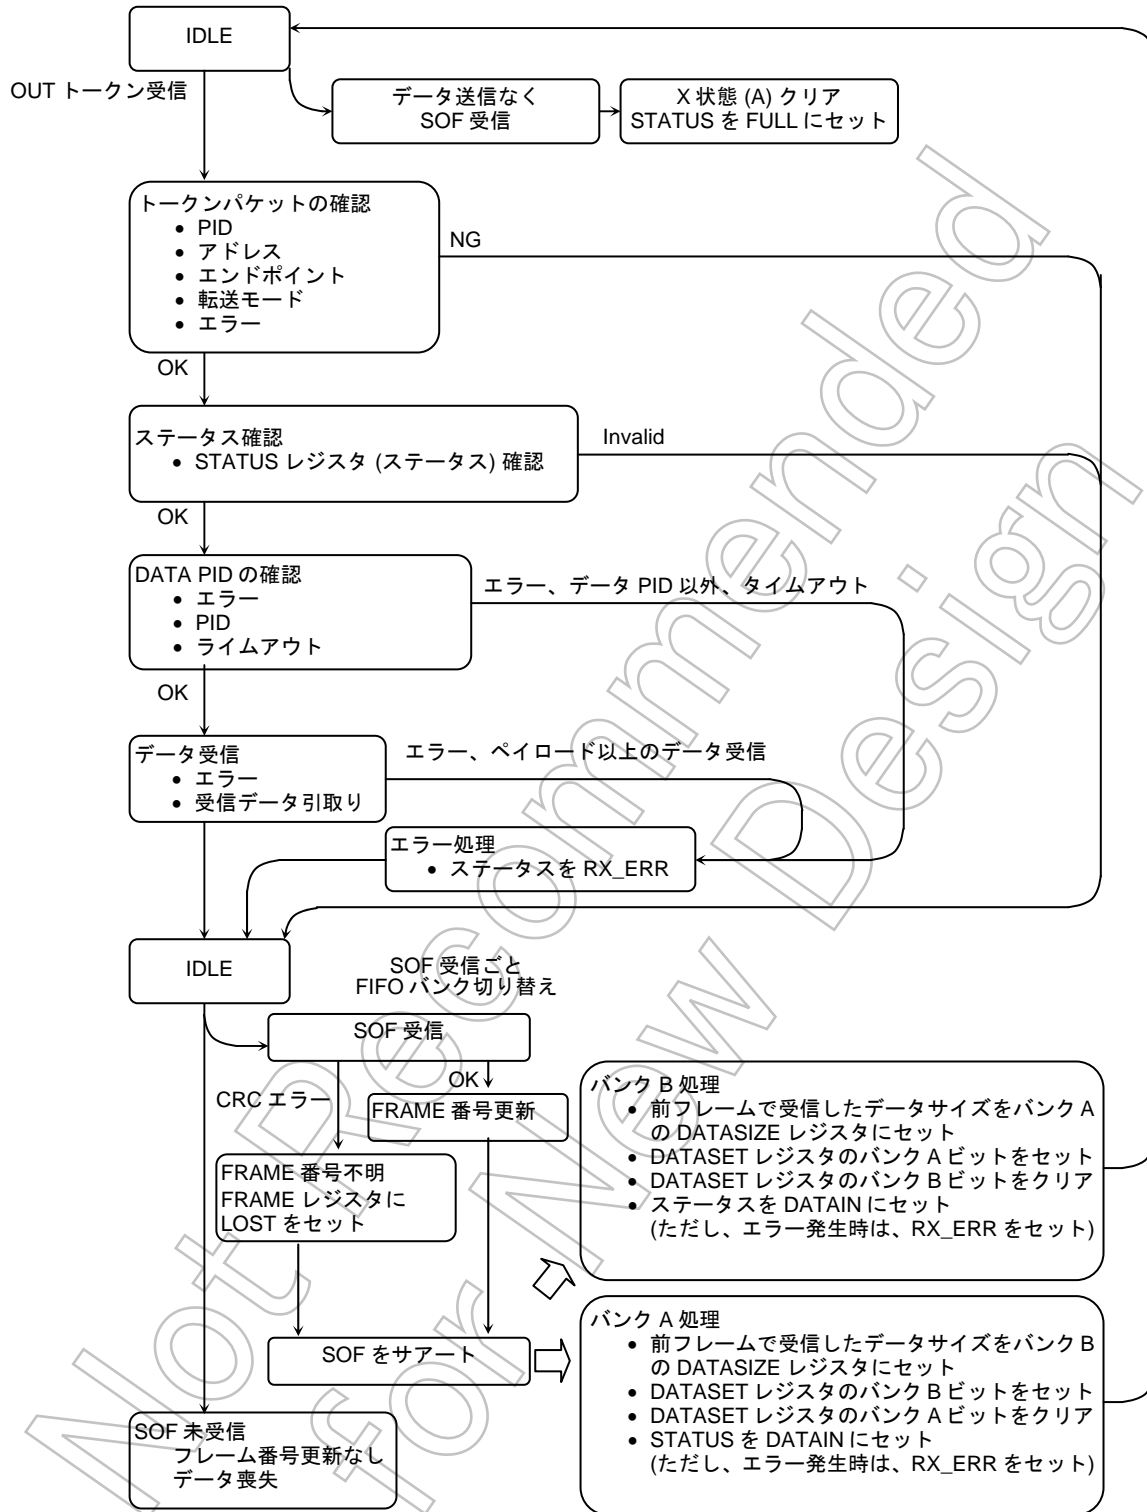 IDLE
OUT トークン受信
データ送信なく
SOF 受信
X 状態 (A) クリア
STATUS を FULL にセット
トークンパケットの確認
• PID
• アドレス
• エンドポイント
• 転送モード
• エラー
NG
OK
ステータス確認
• STATUS レジスタ (ステータス) 確認
Invalid
OK
DATA PID の確認
• エラー
• PID
• ライムアウト
エラー、データ PID 以外、タイムアウト
OK
データ受信
• エラー
• 受信データ引取り
エラー、ペイロード以上のデータ受信
エラー処理
• ステータスを RX_ERR
IDLE
SOF 受信ごと
FIFO バンク切り替え
SOF 受信
CRC エラー
OK
FRAME 番号更新
FRAME 番号不明
FRAME レジスタに
LOST をセット
SOF をサアート
SOF 未受信
フレーム番号更新なし
データ喪失
バンク B 処理
• 前フレームで受信したデータサイズをバンク A
の DATASIZE レジスタにセット
• DATASET レジスタのバンク A ビットをセット
• DATASET レジスタのバンク B ビットをクリア
• ステータスを DATAIN にセット
(ただし、エラー発生時は、RX_ERR をセット)
バンク A 処理
• 前フレームで受信したデータサイズをバンク B
の DATASIZE レジスタにセット
• DATASET レジスタのバンク B ビットをセット
• DATASET レジスタのバンク A ビットをクリア
• STATUS を DATAIN にセット
(ただし、エラー発生時は、RX_ERR をセット)
Not Recommended
for New Design